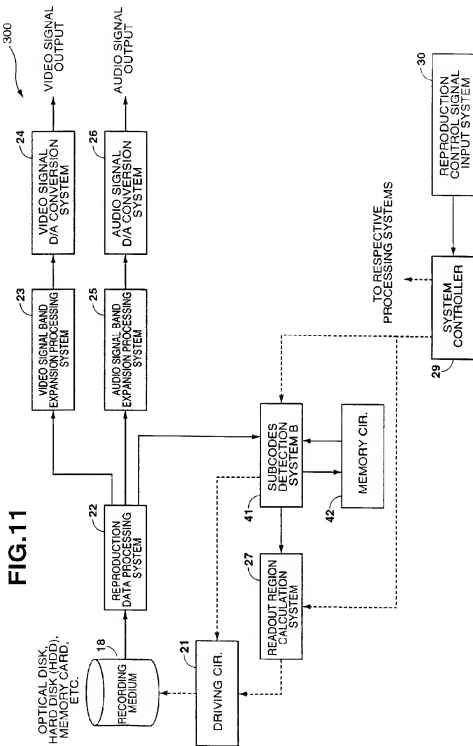 FIG.11
300
OPTICAL DISK,
HARD DISK (HDD),
MEMORY CARD,
ETC.
18
RECORDING
MEDIUM
22
REPRODUCTION
DATA PROCESSING
SYSTEM
23
VIDEO SIGNAL BAND
EXPANSION PROCESSING
SYSTEM
24
VIDEO SIGNAL
D/A CONVERSION
SYSTEM
VIDEO SIGNAL
OUTPUT
25
AUDIO SIGNAL BAND
EXPANSION PROCESSING
SYSTEM
26
AUDIO SIGNAL
D/A CONVERSION
SYSTEM
AUDIO SIGNAL
OUTPUT
21
DRIVING CIR.
27
READOUT REGION
CALCULATION
SYSTEM
41
SUBCODES
DETECTION
SYSTEM B
42
MEMORY CIR.
TO RESPECTIVE
PROCESSING SYSTEMS
29
SYSTEM
CONTROLLER
30
REPRODUCTION
CONTROL SIGNAL
INPUT SYSTEM